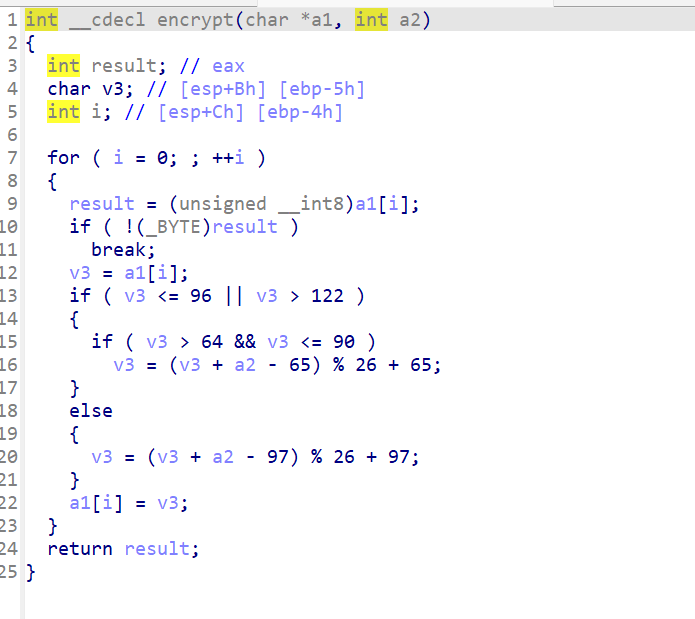 1 int __cdecl encrypt(char *a1, int a2)
2 {
3   int result; // eax
4   char v3; // [esp+Bh] [ebp-5h]
5   int i; // [esp+Ch] [ebp-4h]
6
7   for ( i = 0; ; ++i )
8   {
9     result = (unsigned __int8)a1[i];
10     if ( !(_BYTE)result )
11       break;
12     v3 = a1[i];
13     if ( v3 <= 96 || v3 > 122 )
14     {
15       if ( v3 > 64 && v3 <= 90 )
16         v3 = (v3 + a2 - 65) % 26 + 65;
17     }
18     else
19     {
20       v3 = (v3 + a2 - 97) % 26 + 97;
21     }
22     a1[i] = v3;
23   }
24   return result;
25 }